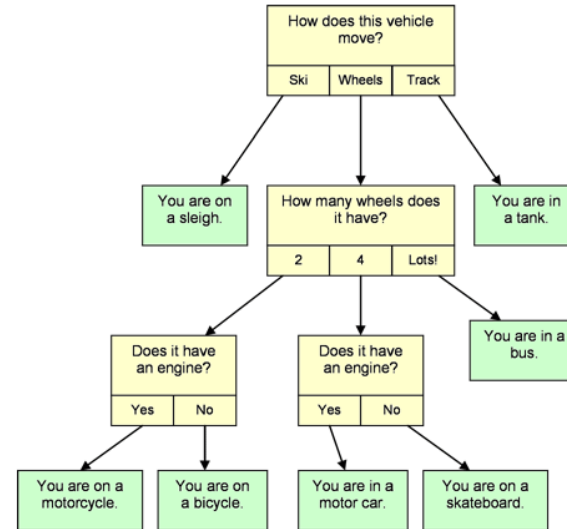 How does this vehicle
move?
Ski Wheels Track
You are on
a sleigh.
How many wheels does
it have?
2 4 Lots!
You are in
a tank.
You are in a
bus.
Does it have
an engine?
Yes No
Does it have
an engine?
Yes No
You are on a
motorcycle.
You are on
a bicycle.
You are in a
motor car.
You are on a
skateboard.